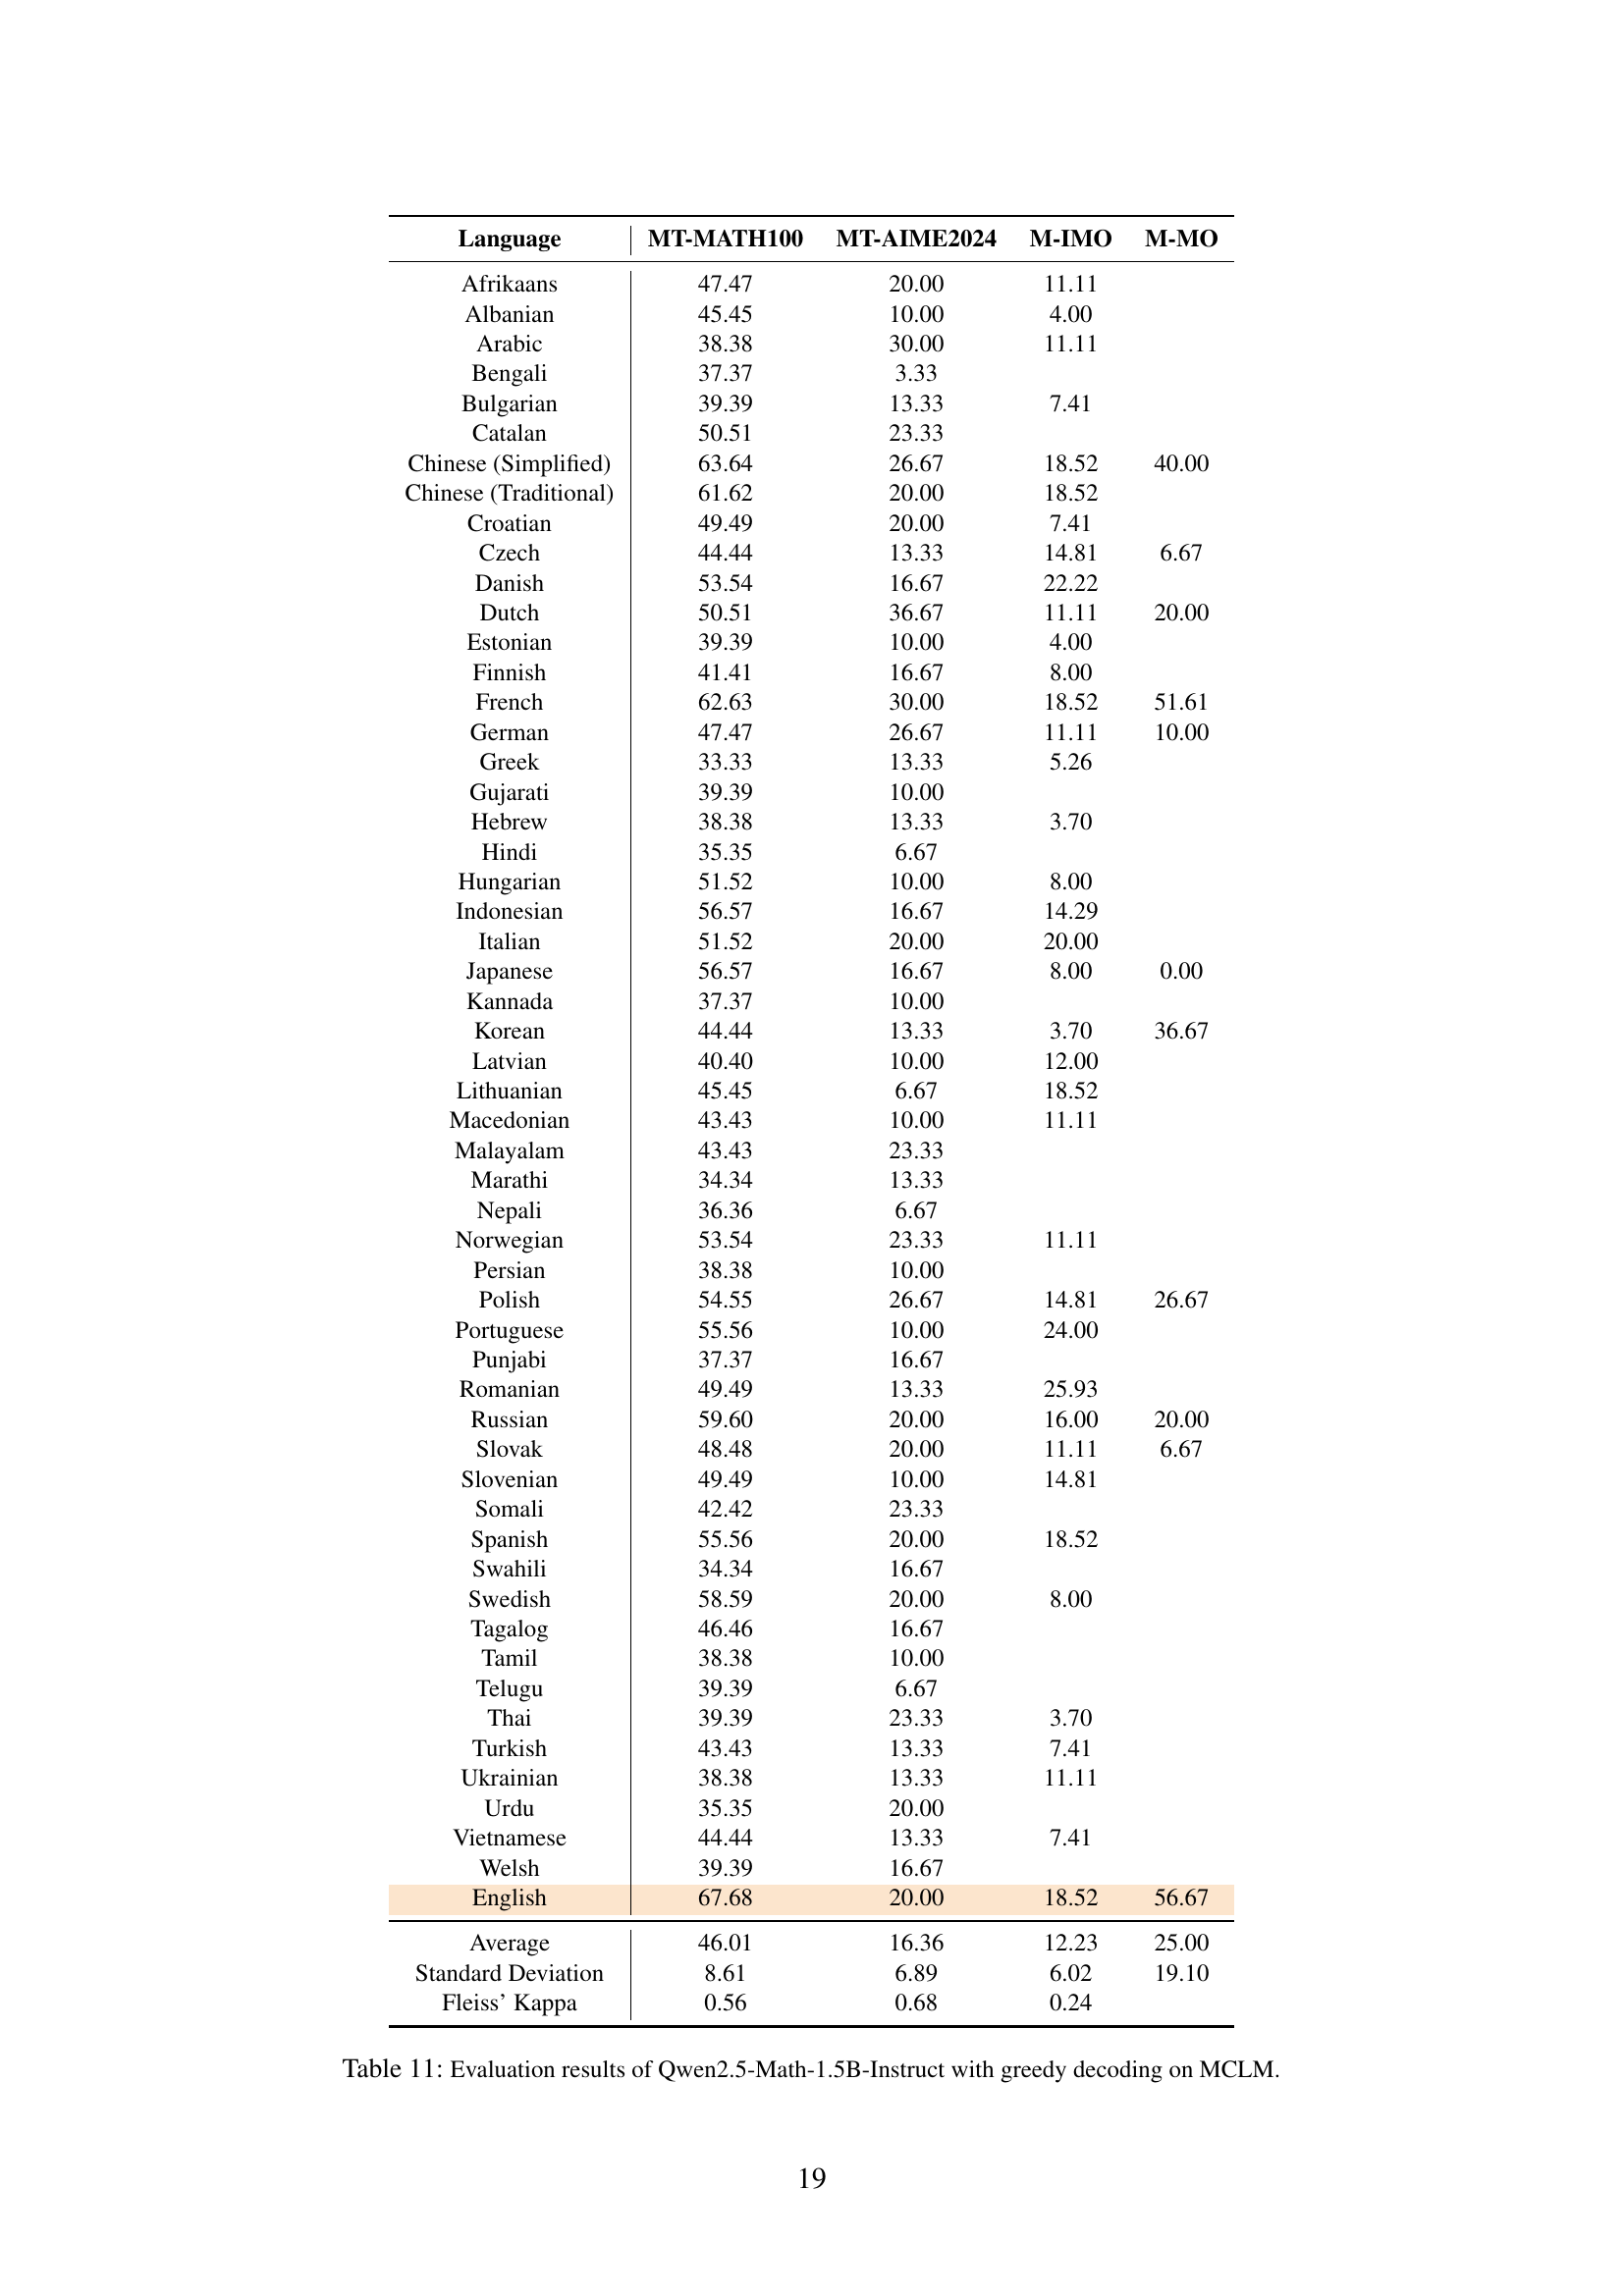 Language MT-MATH100 MT-AIME2024 M-IMO M-MO
Afrikaans 47.47 20.00 11.11
Albanian 45.45 10.00 4.00
Arabic 38.38 30.00 11.11
Bengali 37.37 3.33
Bulgarian 39.39 13.33 7.41
Catalan 50.51 23.33
Chinese (Simplified) 63.64 26.67 18.52 40.00
Chinese (Traditional) 61.62 20.00 18.52
Croatian 49.49 20.00 7.41
Czech 44.44 13.33 14.81 6.67
Danish 53.54 16.67 22.22
Dutch 50.51 36.67 11.11 20.00
Estonian 39.39 10.00 4.00
Finnish 41.41 16.67 8.00
French 62.63 30.00 18.52 51.61
German 47.47 26.67 11.11 10.00
Greek 33.33 13.33 5.26
Gujarati 39.39 10.00
Hebrew 38.38 13.33 3.70
Hindi 35.35 6.67
Hungarian 51.52 10.00 8.00
Indonesian 56.57 16.67 14.29
Italian 51.52 20.00 20.00
Japanese 56.57 16.67 8.00 0.00
Kannada 37.37 10.00
Korean 44.44 13.33 3.70 36.67
Latvian 40.40 10.00 12.00
Lithuanian 45.45 6.67 18.52
Macedonian 43.43 10.00 11.11
Malayalam 43.43 23.33
Marathi 34.34 13.33
Nepali 36.36 6.67
Norwegian 53.54 23.33 11.11
Persian 38.38 10.00
Polish 54.55 26.67 14.81 26.67
Portuguese 55.56 10.00 24.00
Punjabi 37.37 16.67
Romanian 49.49 13.33 25.93
Russian 59.60 20.00 16.00 20.00
Slovak 48.48 20.00 11.11 6.67
Slovenian 49.49 10.00 14.81
Somali 42.42 23.33
Spanish 55.56 20.00 18.52
Swahili 34.34 16.67
Swedish 58.59 20.00 8.00
Tagalog 46.46 16.67
Tamil 38.38 10.00
Telugu 39.39 6.67
Thai 39.39 23.33 3.70
Turkish 43.43 13.33 7.41
Ukrainian 38.38 13.33 11.11
Urdu 35.35 20.00
Vietnamese 44.44 13.33 7.41
Welsh 39.39 16.67
English 67.68 20.00 18.52 56.67
Average 46.01 16.36 12.23 25.00
Standard Deviation 8.61 6.89 6.02 19.10
Fleiss' Kappa 0.56 0.68 0.24
Table 11: Evaluation results of Qwen2.5-Math-1.5B-Instruct with greedy decoding on MCLM.
19